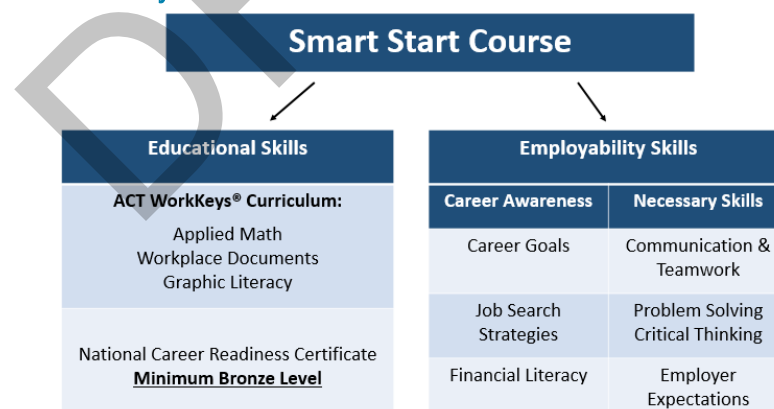 Smart Start Course
Educational Skills
ACT WorkKeys® Curriculum:
Applied Math
Workplace Documents
Graphic Literacy
National Career Readiness Certificate
Minimum Bronze Level
Employability Skills
Career Awareness
Necessary Skills
Career Goals
Communication &
Teamwork
Job Search
Strategies
Problem Solving
Critical Thinking
Financial Literacy
Employer
Expectations